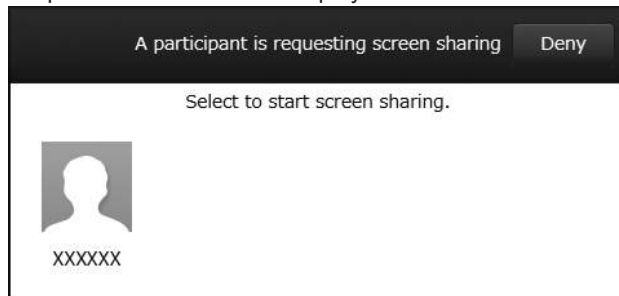 A participant is requesting screen sharing Deny
Select to start screen sharing.
XXXXXX